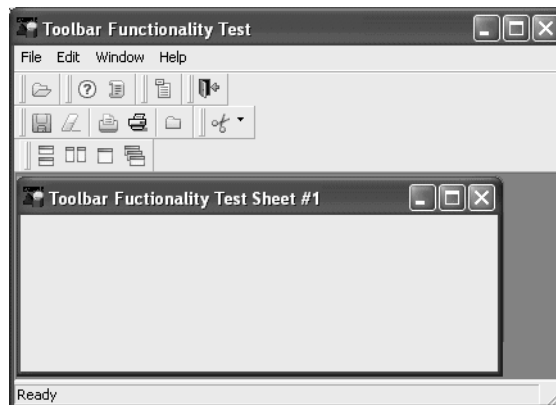 Toolbar Functionality Test
File Edit Window Help
Toolbar Fuctionality Test Sheet #1
Ready